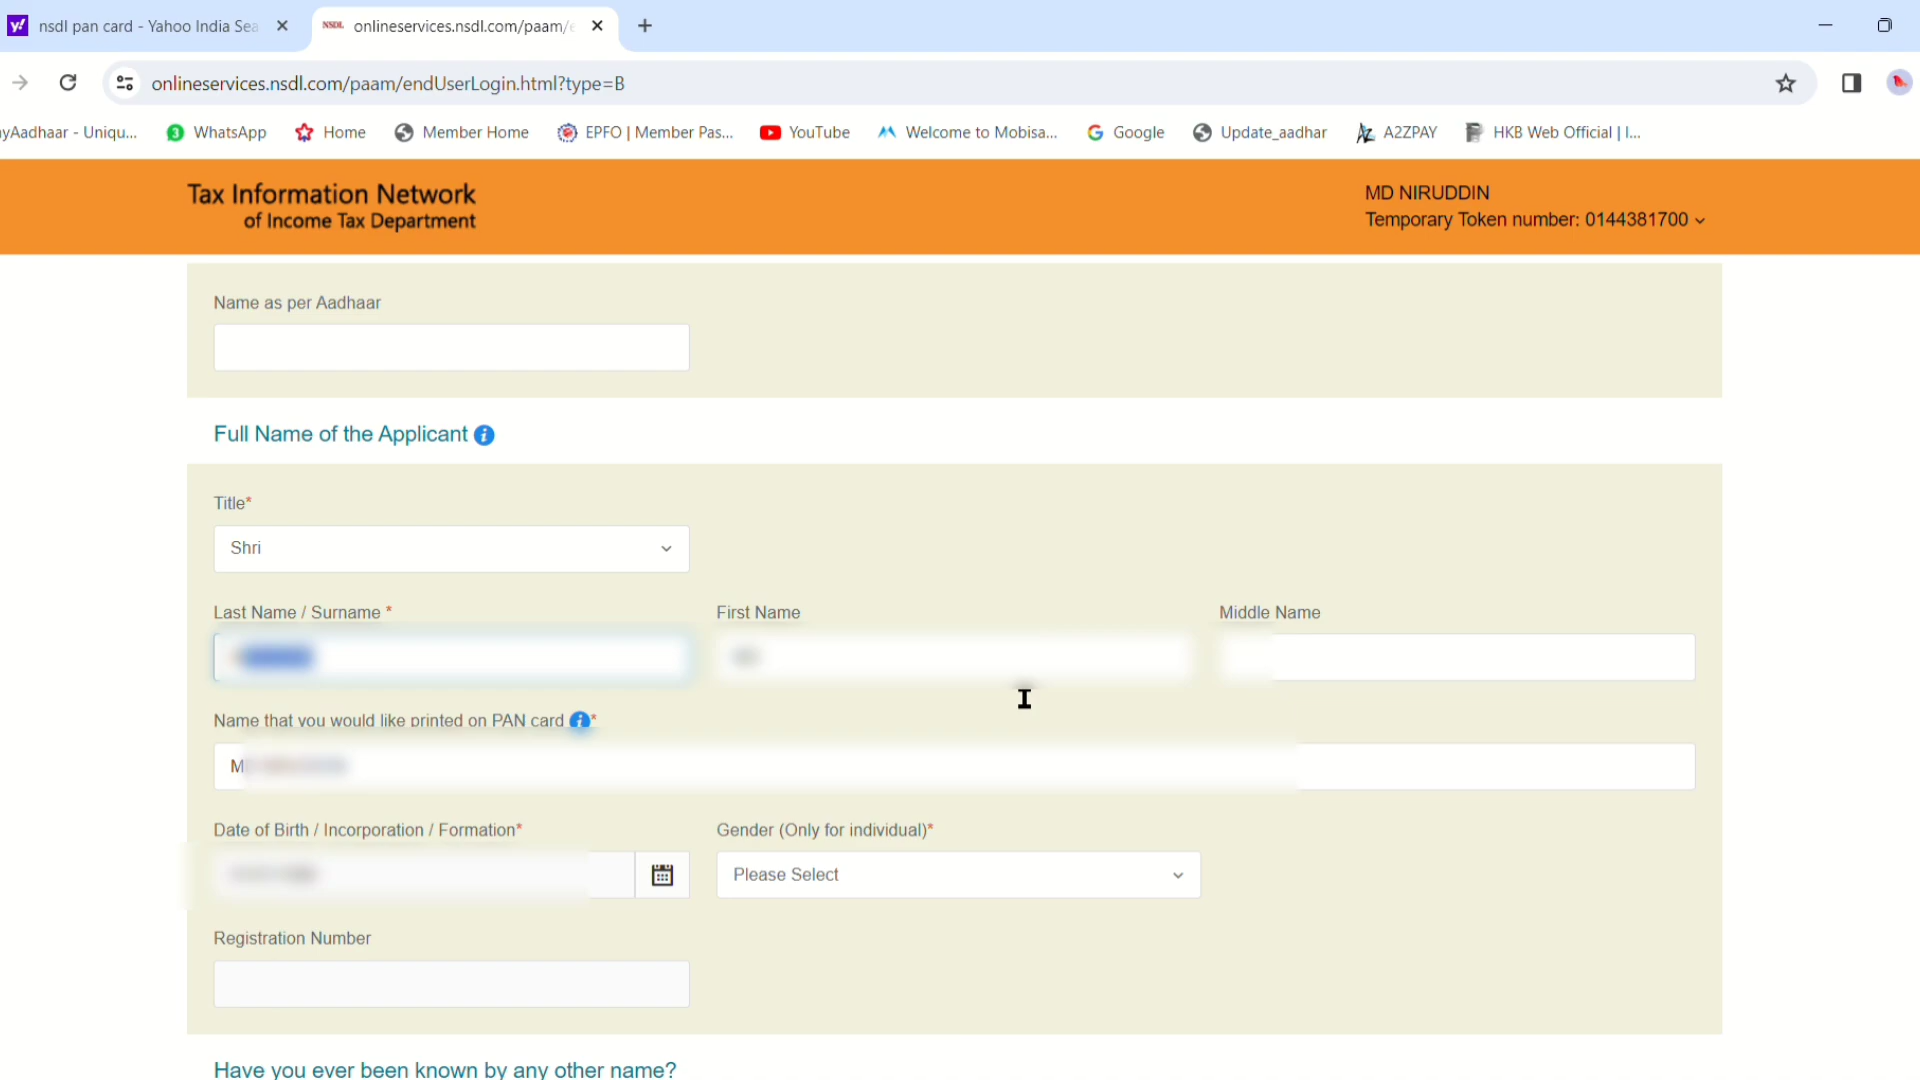 nsdl pan card - Yahoo India Sea
NSDL onlineservices.nsdl.com/paam/e
onlineservices.nsdl.com/paam/endUserLogin.html?type=B
yAadhaar - Uniqu... 3 WhatsApp Home Member Home EPFO | Member Pas... YouTube Welcome to Mobisa... Google Update_aadhar A2ZPAY HKB Web Official | I...
Tax Information Network
of Income Tax Department
MD NIRUDDIN
Temporary Token number: 0144381700
Name as per Aadhaar
Full Name of the Applicant
Title*
Shri
Last Name / Surname * First Name Middle Name
Name that you would like printed on PAN card *
Date of Birth / Incorporation / Formation* Gender (Only for individual)*
Please Select
Registration Number
Have you ever been known by any other name?